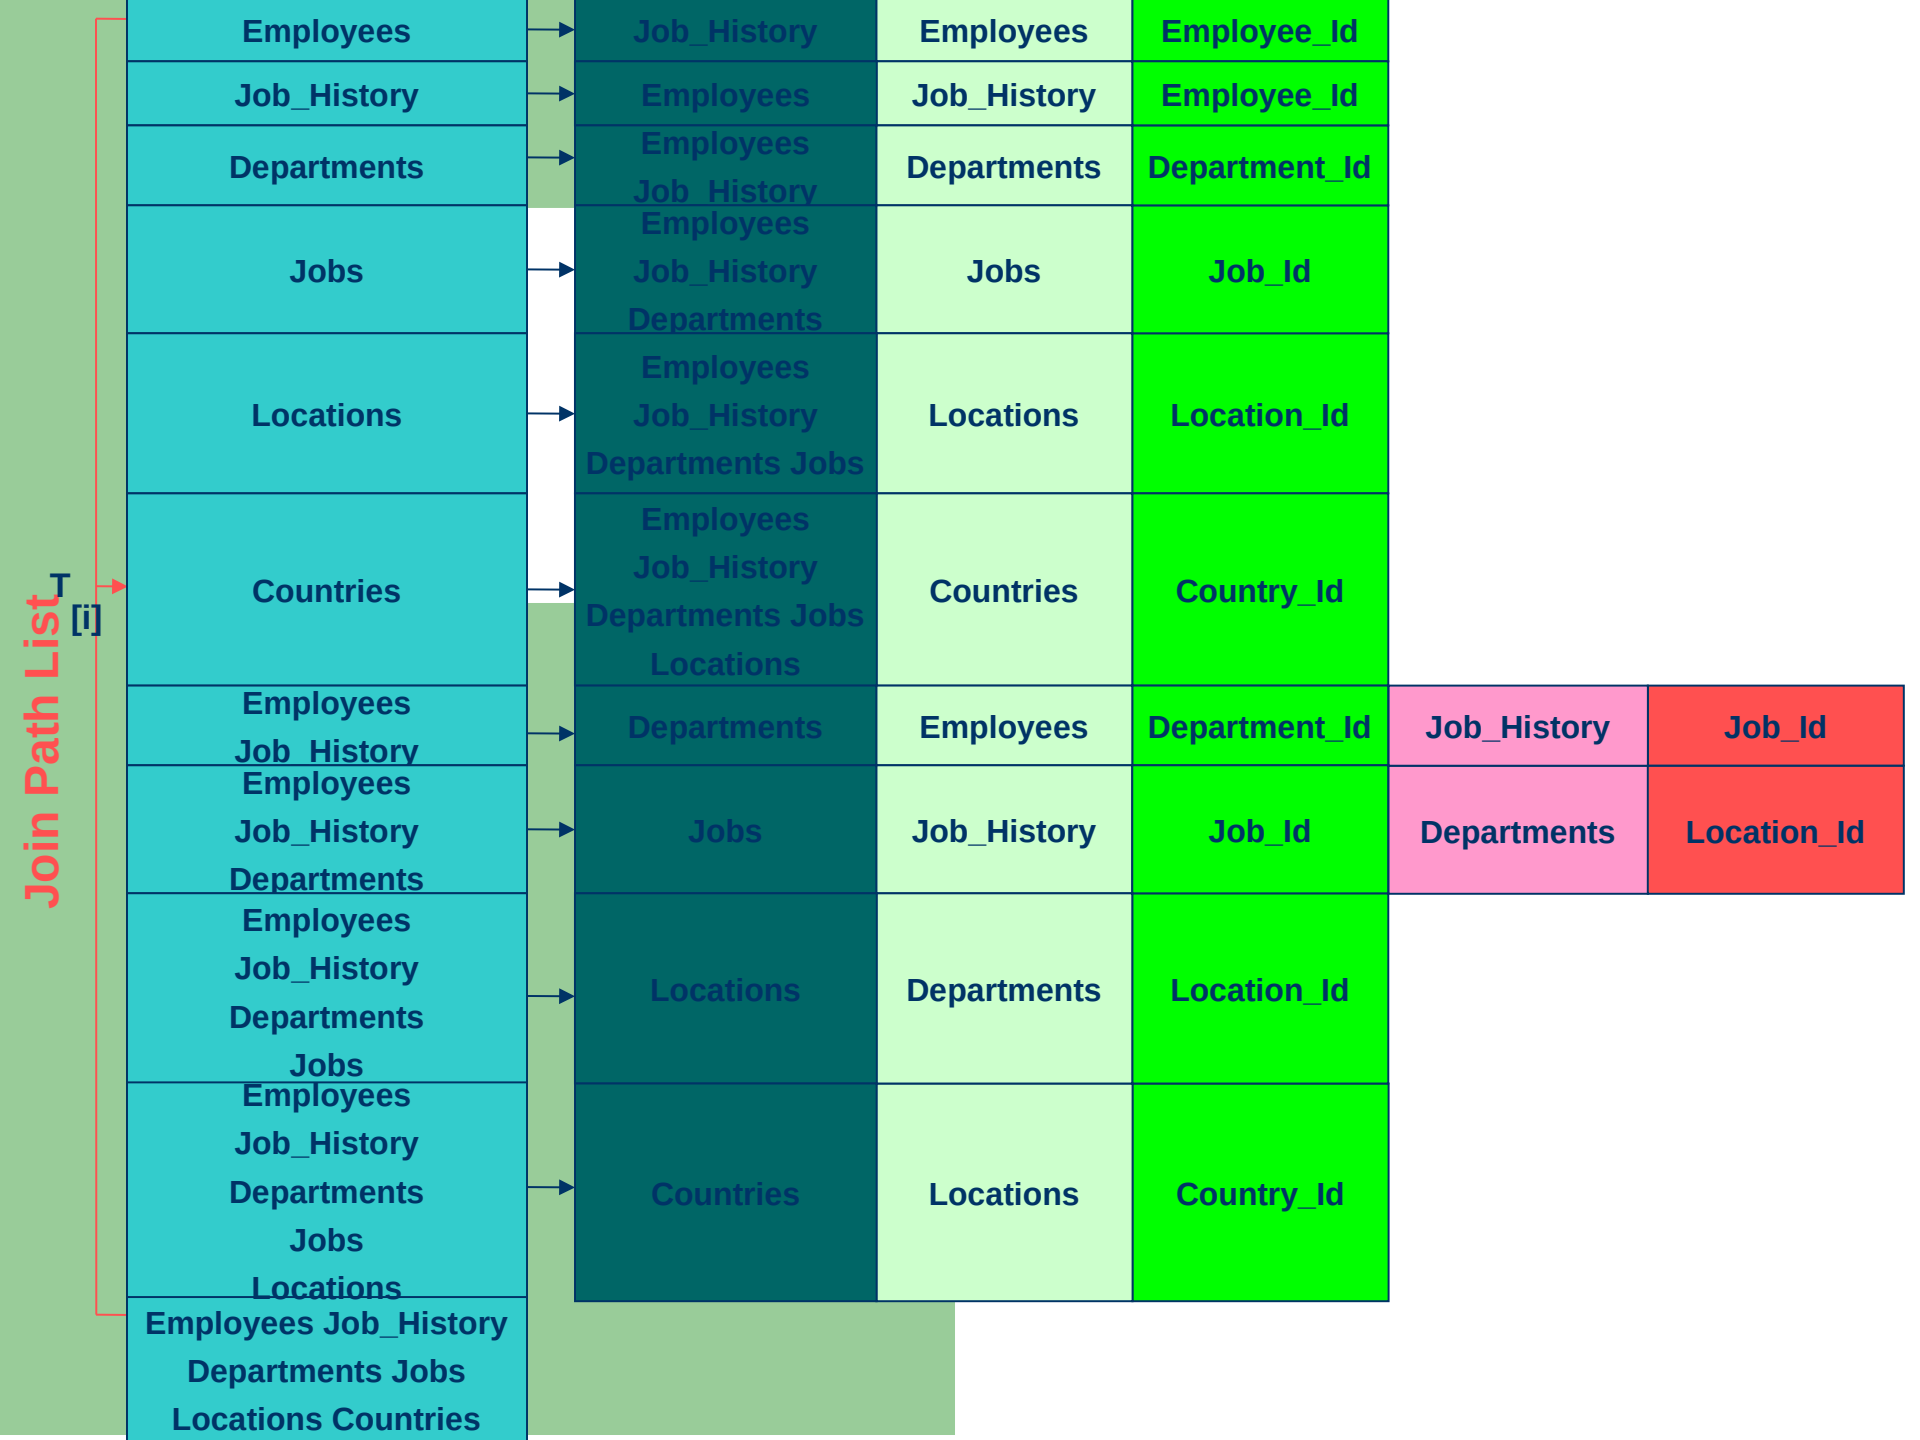 Employees Job_History Employees Employee_Id
Job_History Employees Job_History Employee_Id
Departments
Employees
Job_History
Departments Department_Id
Jobs
Employees
Job_History
Departments
Jobs Job_Id
Locations
Employees
Job_History
Departments Jobs
Locations Location_Id
Countries
Employees
Job_History
Departments Jobs
Locations
Countries Country_Id
T
[i]
Join Path List
Employees
Job_History
Departments Employees Department_Id Job_History Job_Id
Employees
Job_History
Departments
Jobs Job_History Job_Id Departments Location_Id
Employees
Job_History
Departments
Jobs
Locations Departments Location_Id
Employees
Job_History
Departments
Jobs
Locations
Countries Locations Country_Id
Employees Job_History
Departments Jobs
Locations Countries